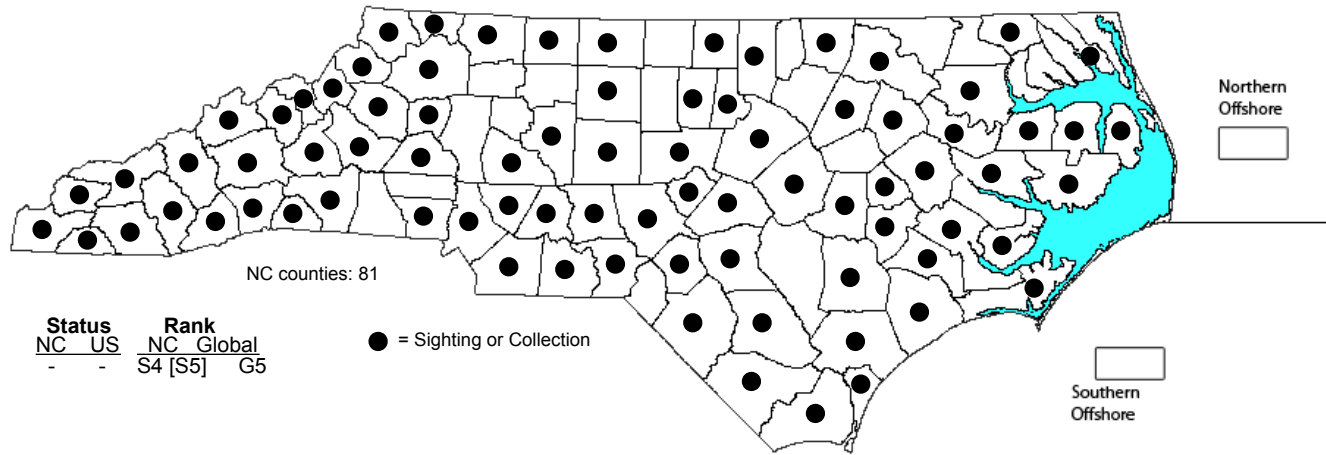 Northern
Offshore
NC counties: 81
Status Rank
NC US NC Global
- - S4 [S5] G5
= Sighting or Collection
Southern
Offshore